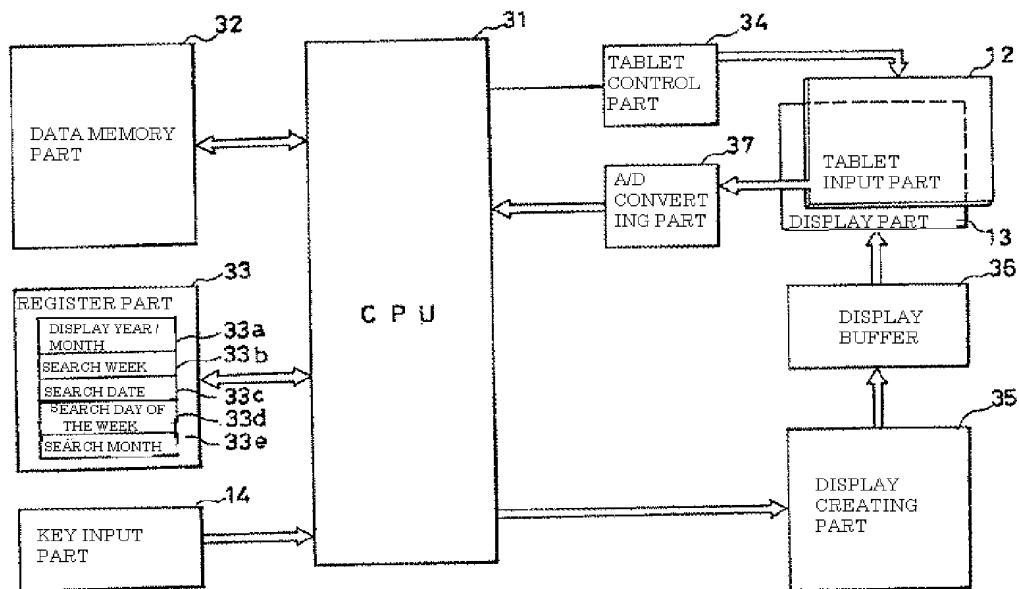 32
DATA MEMORY
PART
31
C P U
34
TABLET
CONTROL
PART
12
TABLET
INPUT PART
DISPLAY PART
13
37
A/D
CONVERT
ING PART
36
DISPLAY
BUFFER
35
DISPLAY
CREATING
PART
33
REGISTER PART
DISPLAY YEAR /
MONTH
33a
SEARCH WEEK
33b
SEARCH DATE
33c
SEARCH DAY OF
THE WEEK
33d
SEARCH MONTH
33e
14
KEY INPUT
PART